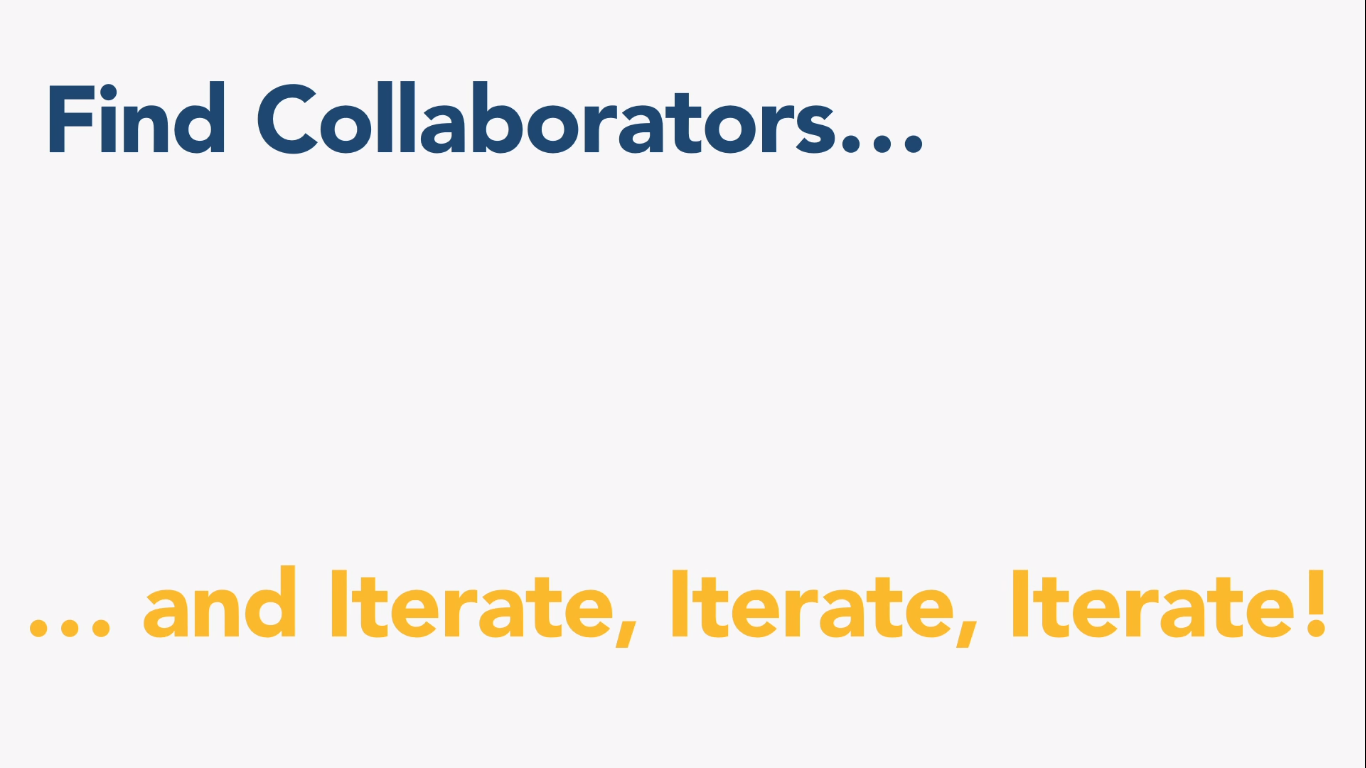 Find Collaborators…
… and Iterate, Iterate, Iterate!